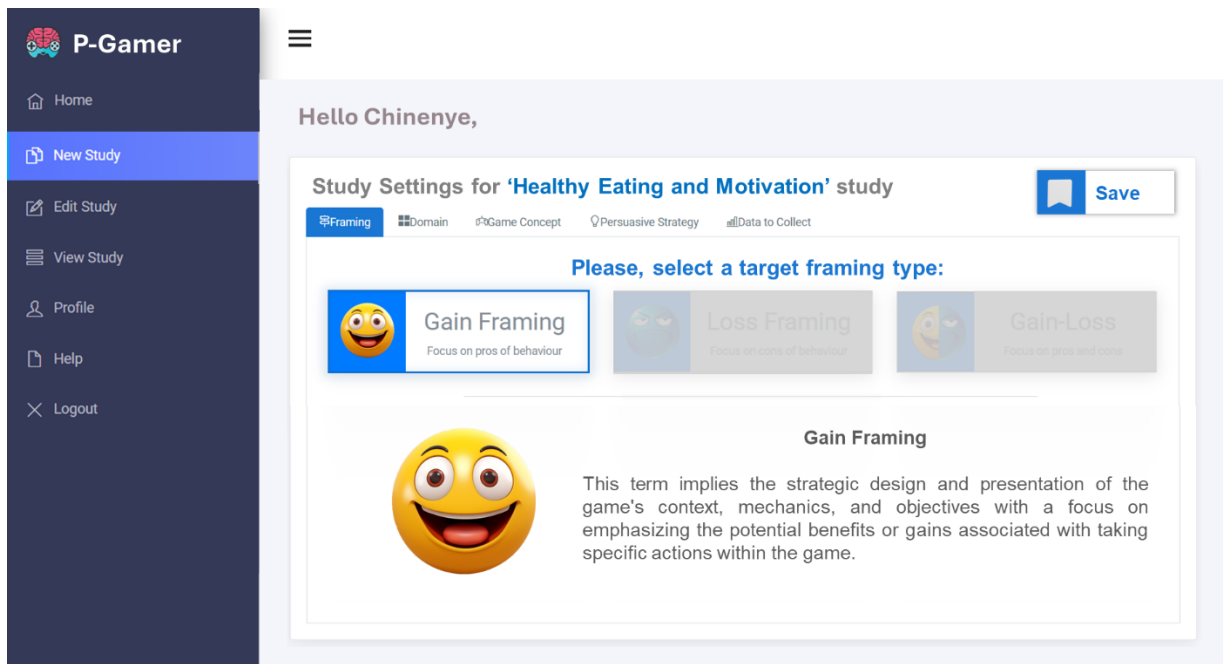 P-Gamer
Home
New Study
Edit Study
View Study
Profile
Help
Logout
Hello Chinenye,
Study Settings for ‘Healthy Eating and Motivation’ study
Save
Framing Domain Game Concept Persuasive Strategy Data to Collect
Please, select a target framing type:
Gain Framing Loss Framing Gain-Loss
Focus on pros of behaviour Focus on cons of behaviour Focus on pros and cons
Gain Framing
This term implies the strategic design and presentation of the
game's context, mechanics, and objectives with a focus on
emphasizing the potential benefits or gains associated with taking
specific actions within the game.